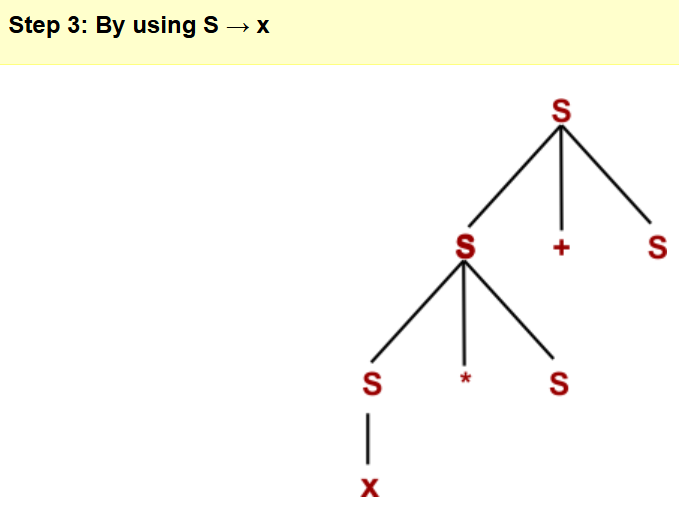 Step 3: By using S → x
S
S + S
S * S
x